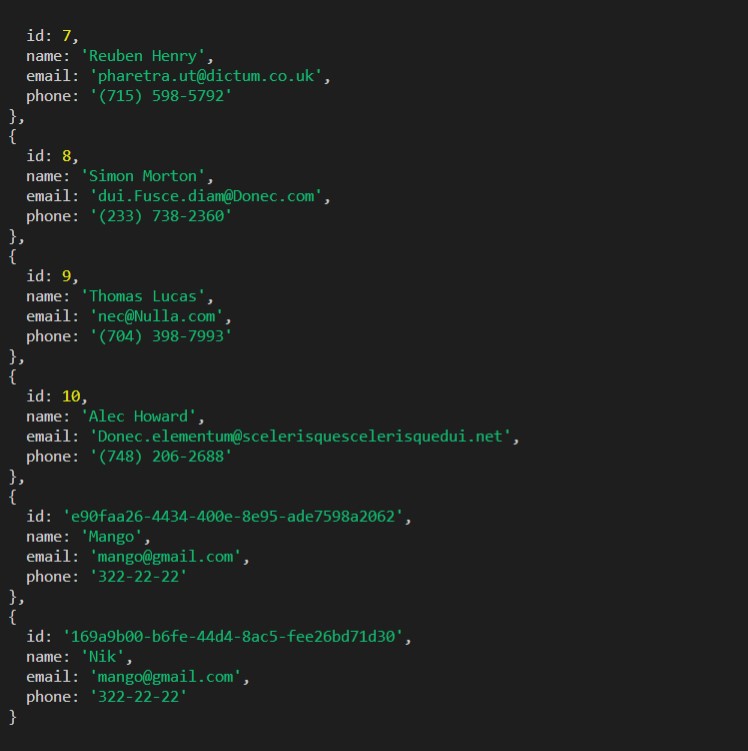 id: 7,
name: 'Reuben Henry',
email: 'pharetra.ut@dictum.co.uk',
phone: '(715) 598-5792'
},
{
id: 8,
name: 'Simon Morton',
email: 'dui.Fusce.diam@Donec.com',
phone: '(233) 738-2360'
},
{
id: 9,
name: 'Thomas Lucas',
email: 'nec@Nulla.com',
phone: '(704) 398-7993'
},
{
id: 10,
name: 'Alec Howard',
email: 'Donec.elementum@scelerisquescelerisquedui.net',
phone: '(748) 206-2688'
},
{
id: 'e90faa26-4434-400e-8e95-ade7598a2062',
name: 'Mango',
email: 'mango@gmail.com',
phone: '322-22-22'
},
{
id: '169a9b00-b6fe-44d4-8ac5-fee26bd71d30',
name: 'Nik',
email: 'mango@gmail.com',
phone: '322-22-22'
}